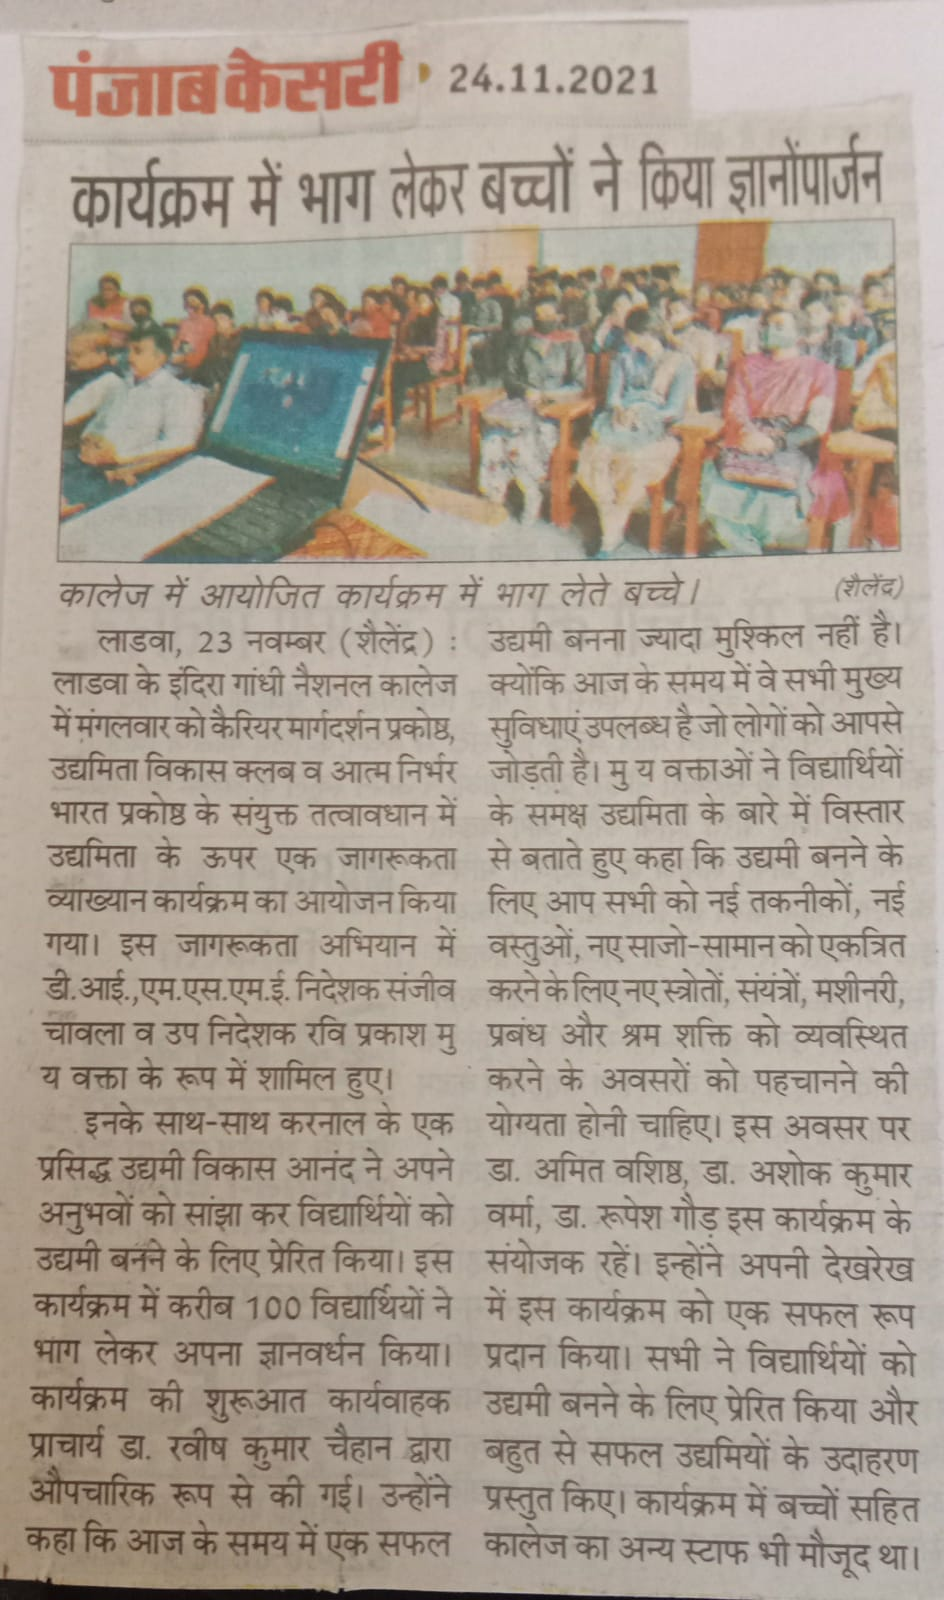 पंजाब केसरी 24.11.2021
कार्यक्रम में भाग लेकर बच्चों ने किया ज्ञानोंपार्जन
कालेज में आयोजित कार्यक्रम में भाग लेते बच्चे। (शैलेंद्र)
लाडवा, 23 नवम्बर (शैलेंद्र) :
लाडवा के इंदिरा गांधी नैशनल कालेज
में मंगलवार को कैरियर मार्गदर्शन प्रकोष्ठ,
उद्यमिता विकास क्लब व आत्म निर्भर
भारत प्रकोष्ठ के संयुक्त तत्वावधान में
उद्यमिता के ऊपर एक जागरूकता
व्याख्यान कार्यक्रम का आयोजन किया
गया। इस जागरूकता अभियान में
डी.आई.,एम.एस.एम.ई. निदेशक संजीव
चावला व उप निदेशक रवि प्रकाश मु
य वक्ता के रूप में शामिल हुए।
इनके साथ-साथ करनाल के एक
प्रसिद्ध उद्यमी विकास आनंद ने अपने
अनुभवों को सांझा कर विद्यार्थियों को
उद्यमी बनने के लिए प्रेरित किया। इस
कार्यक्रम में करीब 100 विद्यार्थियों ने
भाग लेकर अपना ज्ञानवर्धन किया।
कार्यक्रम की शुरूआत कार्यवाहक
प्राचार्य डा. रवीष कुमार चैहान द्वारा
औपचारिक रूप से की गई। उन्होंने
कहा कि आज के समय में एक सफल
उद्यमी बनना ज्यादा मुश्किल नहीं है।
क्योंकि आज के समय में वे सभी मुख्य
सुविधाएं उपलब्ध है जो लोगों को आपसे
जोड़ती है। मु य वक्ताओं ने विद्यार्थियों
के समक्ष उद्यमिता के बारे में विस्तार
से बताते हुए कहा कि उद्यमी बनने के
लिए आप सभी को नई तकनीकों, नई
वस्तुओं, नए साजो-सामान को एकत्रित
करने के लिए नए स्त्रोतों, संयंत्रों, मशीनरी,
प्रबंध और श्रम शक्ति को व्यवस्थित
करने के अवसरों को पहचानने की
योग्यता होनी चाहिए। इस अवसर पर
डा. अमित वशिष्ठ, डा. अशोक कुमार
वर्मा, डा. रूपेश गौड़ इस कार्यक्रम के
संयोजक रहें। इन्होंने अपनी देखरेख
में इस कार्यक्रम को एक सफल रूप
प्रदान किया। सभी ने विद्यार्थियों को
उद्यमी बनने के लिए प्रेरित किया और
बहुत से सफल उद्यमियों के उदाहरण
प्रस्तुत किए। कार्यक्रम में बच्चों सहित
कालेज का अन्य स्टाफ भी मौजूद था।